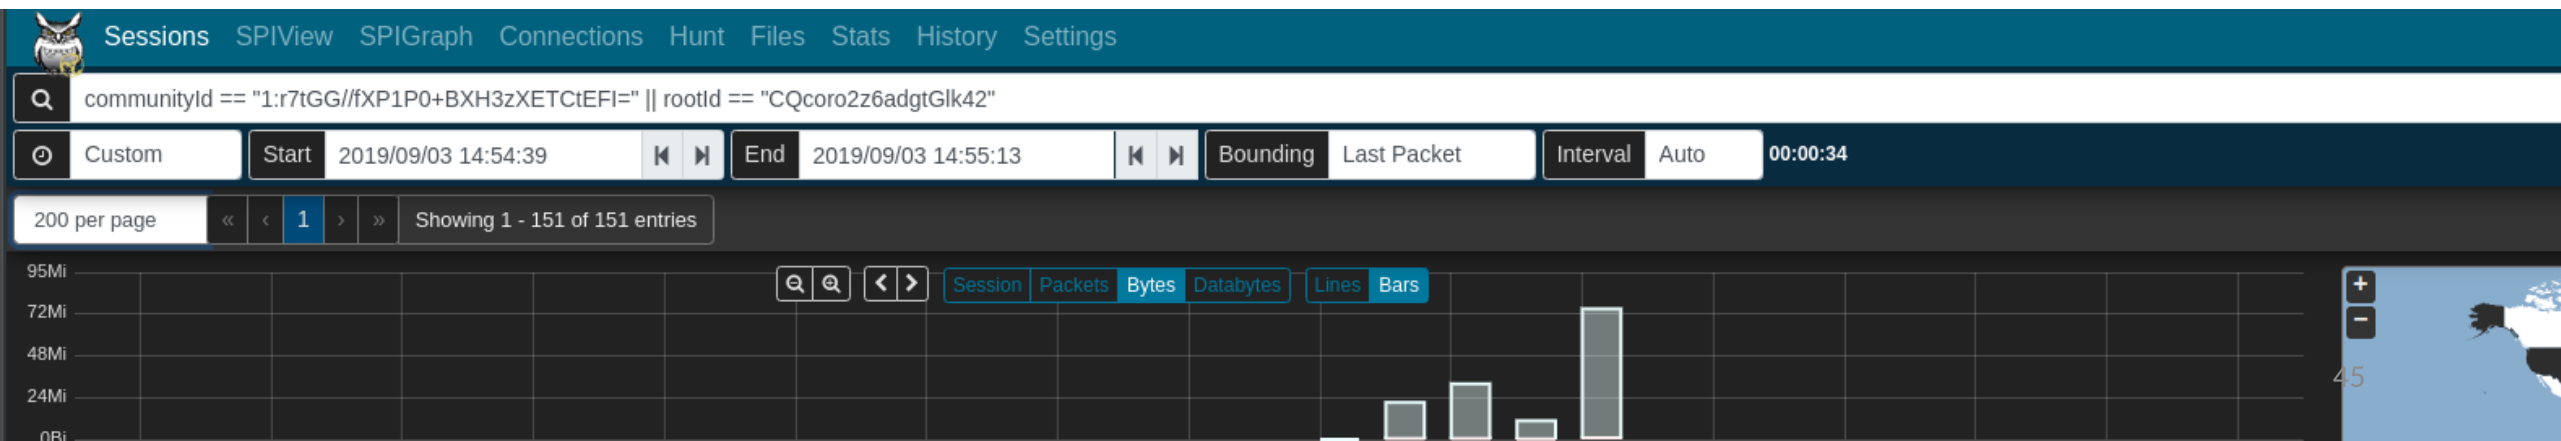 Sessions SPIView SPIGraph Connections Hunt Files Stats History Settings
communityId == "1:r7tGG//fXP1P0+BXH3zXETCtEFI=" || rootId == "CQcoro2z6adgtGlk42"
Custom Start 2019/09/03 14:54:39 End 2019/09/03 14:55:13 Bounding Last Packet Interval Auto 00:00:34
200 per page « ‹ 1 › » Showing 1 - 151 of 151 entries
95Mi Session Packets Bytes Databytes Lines Bars + 
72Mi −
48Mi
24Mi 45
0Bi